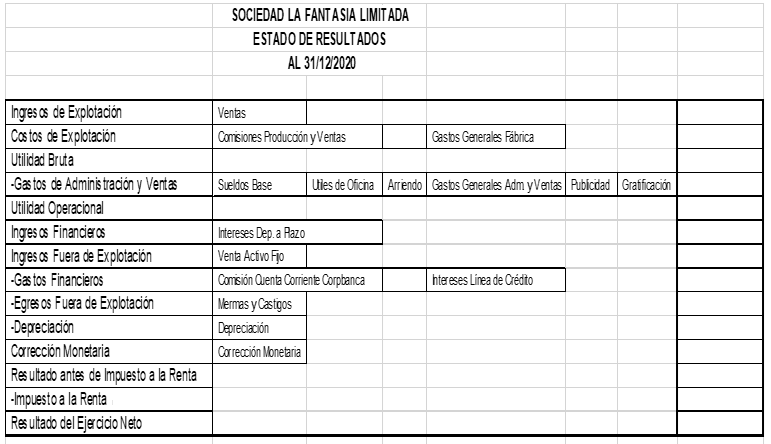 SOCIEDAD LA FANTASIA LIMITADA
ESTADO DE RESULTADOS
AL 31/12/2020
Ingresos de Explotación Ventas
Costos de Explotación Comisiones Producción y Ventas Gastos Generales Fábrica
Utilidad Bruta
-Gastos de Administración y Ventas Sueldos Base Utiles de Oficina Arriendo Gastos Generales Adm y Ventas Publicidad Gratificación
Utilidad Operacional
Ingresos Financieros Intereses Dep. a Plazo
Ingresos Fuera de Explotación Venta Activo Fijo
-Gastos Financieros Comisión Cuenta Corriente Corpbanca Intereses Línea de Crédito
-Egresos Fuera de Explotación Mermas y Castigos
-Depreciación Depreciación
Corrección Monetaria Corrección Monetaria
Resultado antes de Impuesto a la Renta
-Impuesto a la Renta
Resultado del Ejercicio Neto